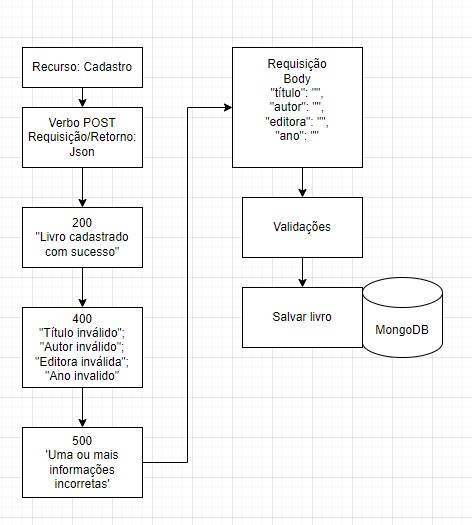 Recurso: Cadastro
Verbo POST
Requisição/Retorno:
Json
200
"Livro cadastrado
com sucesso"
400
"Título inválido";
"Autor inválido";
"Editora inválida";
"Ano invalido"
500
'Uma ou mais
informações
incorretas'
Requisição
Body
"título": "",
"autor": "",
"editora": "",
"ano": ""
Validações
Salvar livro
MongoDB